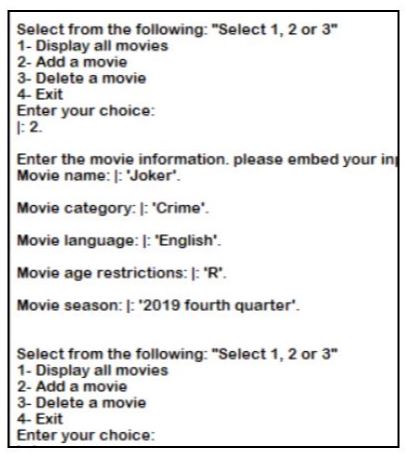 Select from the following: "Select 1, 2 or 3"
1- Display all movies
2- Add a movie
3- Delete a movie
4- Exit
Enter your choice:
|: 2.
Enter the movie information. please embed your
Movie name: |: 'Joker'.
Movie category: |: 'Crime'.
Movie language: |: 'English'.
Movie age restrictions: |: 'R'.
Movie season: |: '2019 fourth quarter'.
Select from the following: "Select 1, 2 or 3"
1- Display all movies
2- Add a movie
3- Delete a movie
4- Exit
Enter your choice: